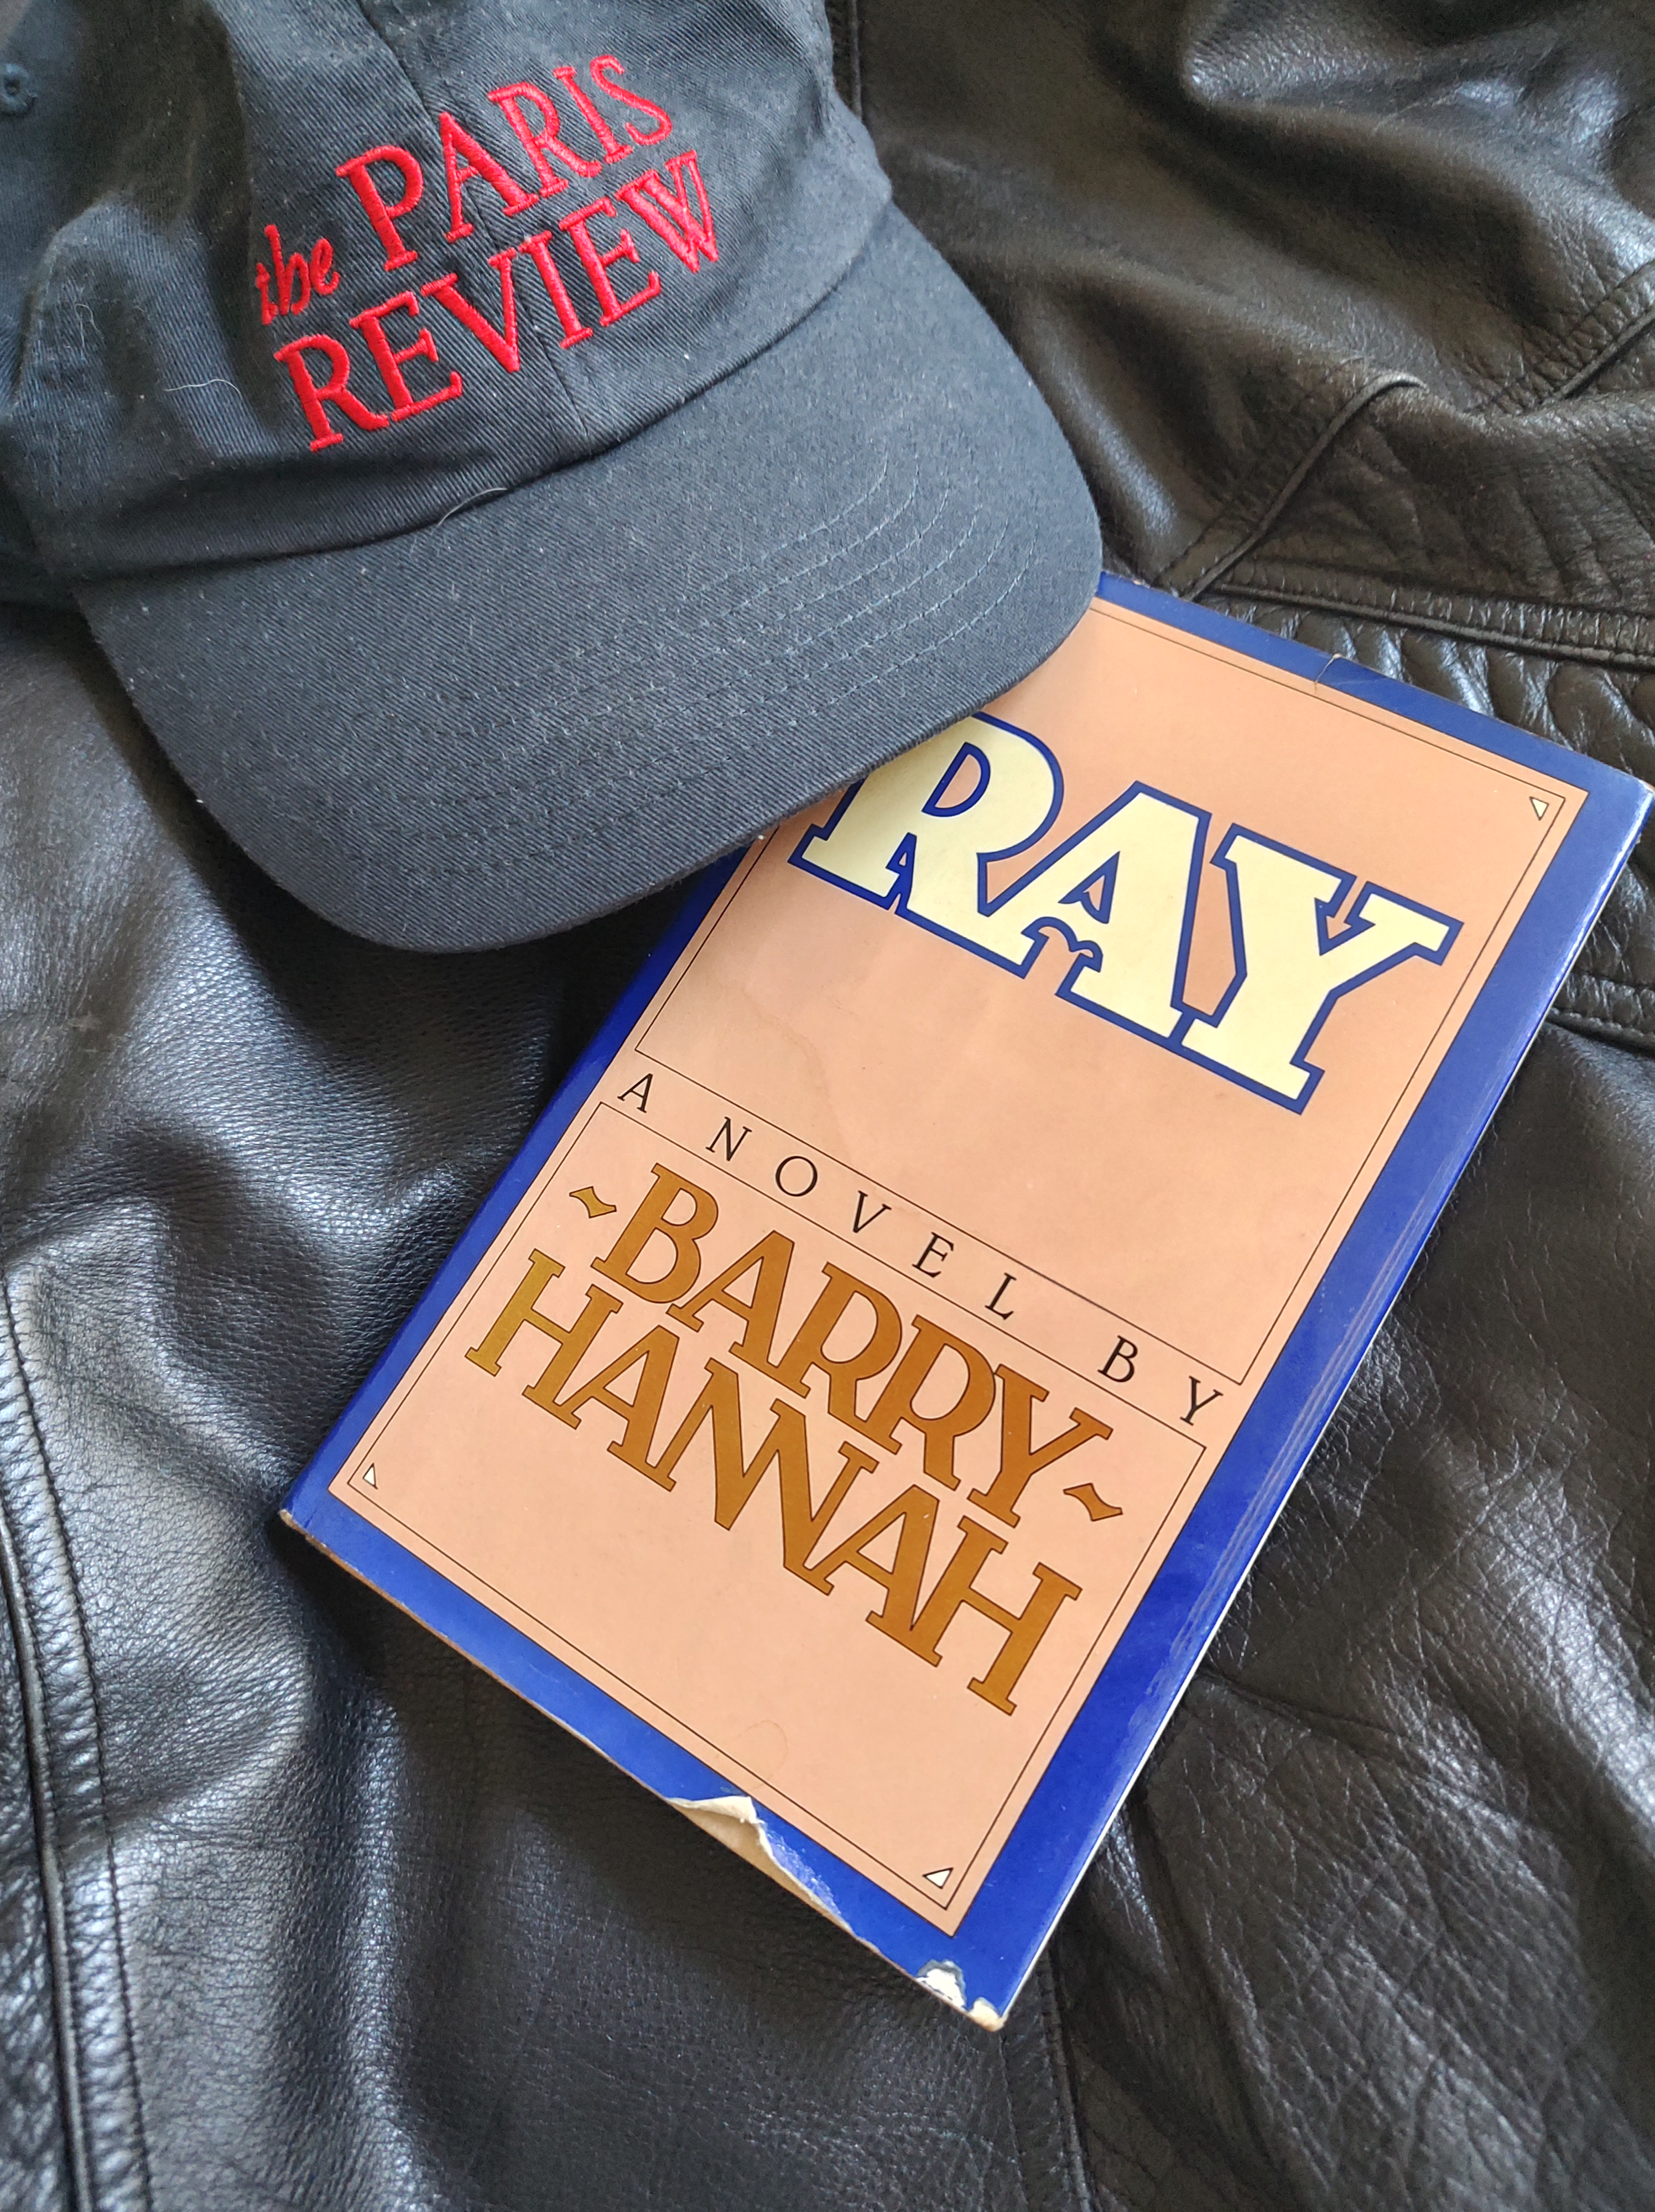 the PARIS
REVIEW
RAY
A NOVEL BY
~BARRY~
HANNAH